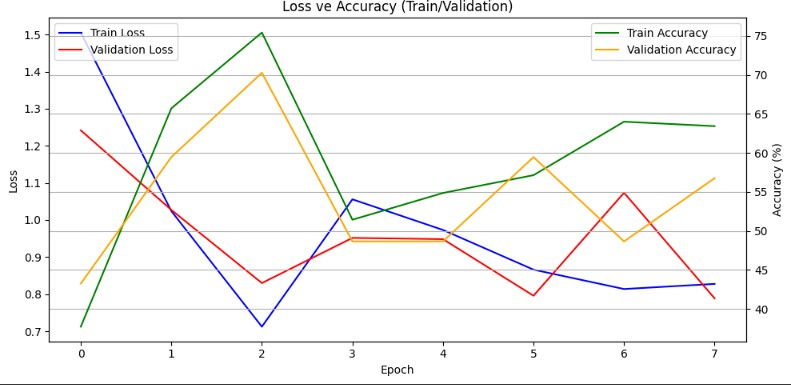 Loss ve Accuracy (Train/Validation)
Train Loss
Validation Loss
Train Accuracy
Validation Accuracy
1.5
1.4
1.3
1.2
1.1
1.0
0.9
0.8
0.7
Loss
75
70
65
60
55
50
45
40
Accuracy (%)
0 1 2 3 4 5 6 7
Epoch